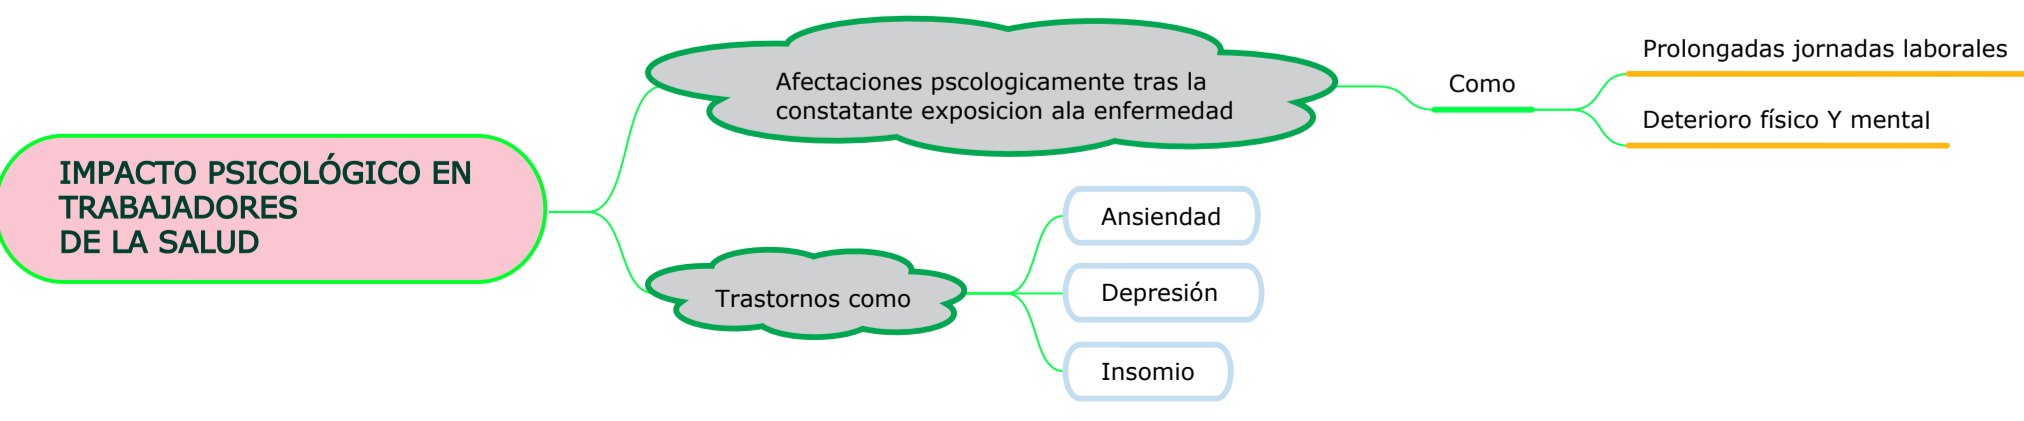 IMPACTO PSICOLÓGICO EN
TRABAJADORES
DE LA SALUD
Afectaciones pscologicamente tras la
constatante exposicion ala enfermedad
Como
Prolongadas jornadas laborales
Deterioro físico Y mental
Trastornos como
Ansiendad
Depresión
Insomio